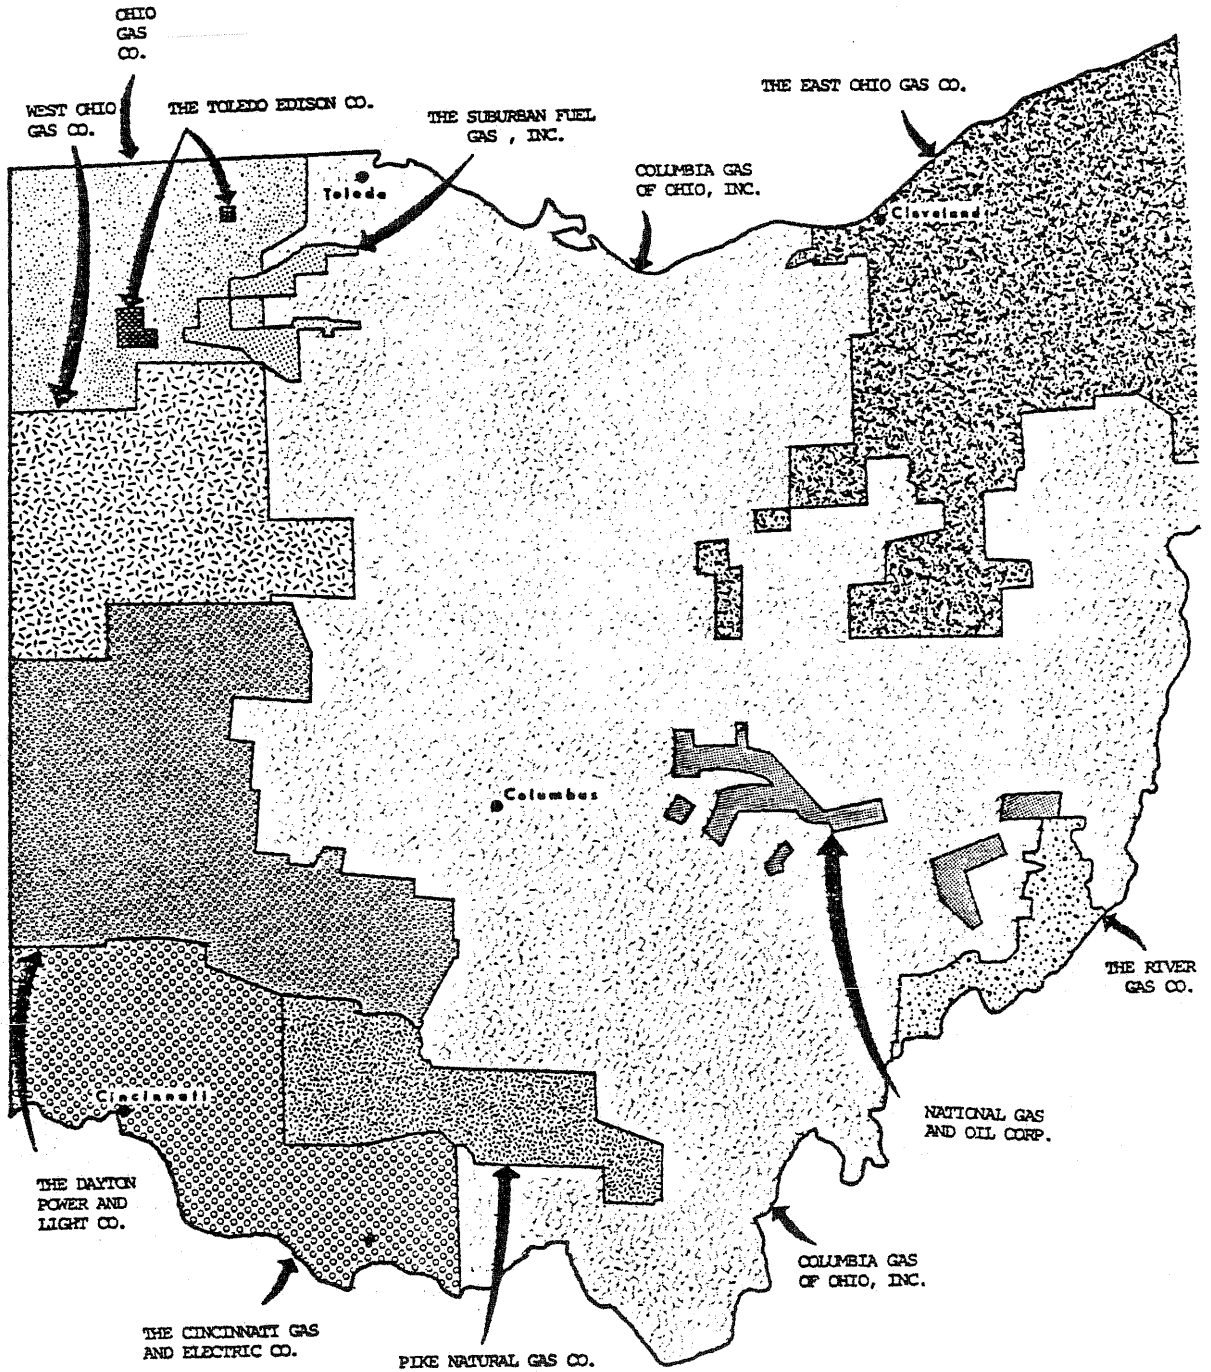 OHIO
GAS
CO.
WEST OHIO
GAS CO.
THE TOLEDO EDISON CO.
THE SUBURBAN FUEL
GAS , INC.
THE EAST OHIO GAS CO.
COLUMBIA GAS
OF OHIO, INC.
Toledo
Cleveland
Columbus
THE RIVER
GAS CO.
Cincinnati
NATIONAL GAS
AND OIL CORP.
THE DAYTON
POWER AND
LIGHT CO.
COLUMBIA GAS
OF OHIO, INC.
THE CINCINNATI GAS
AND ELECTRIC CO.
PIKE NATURAL GAS CO.